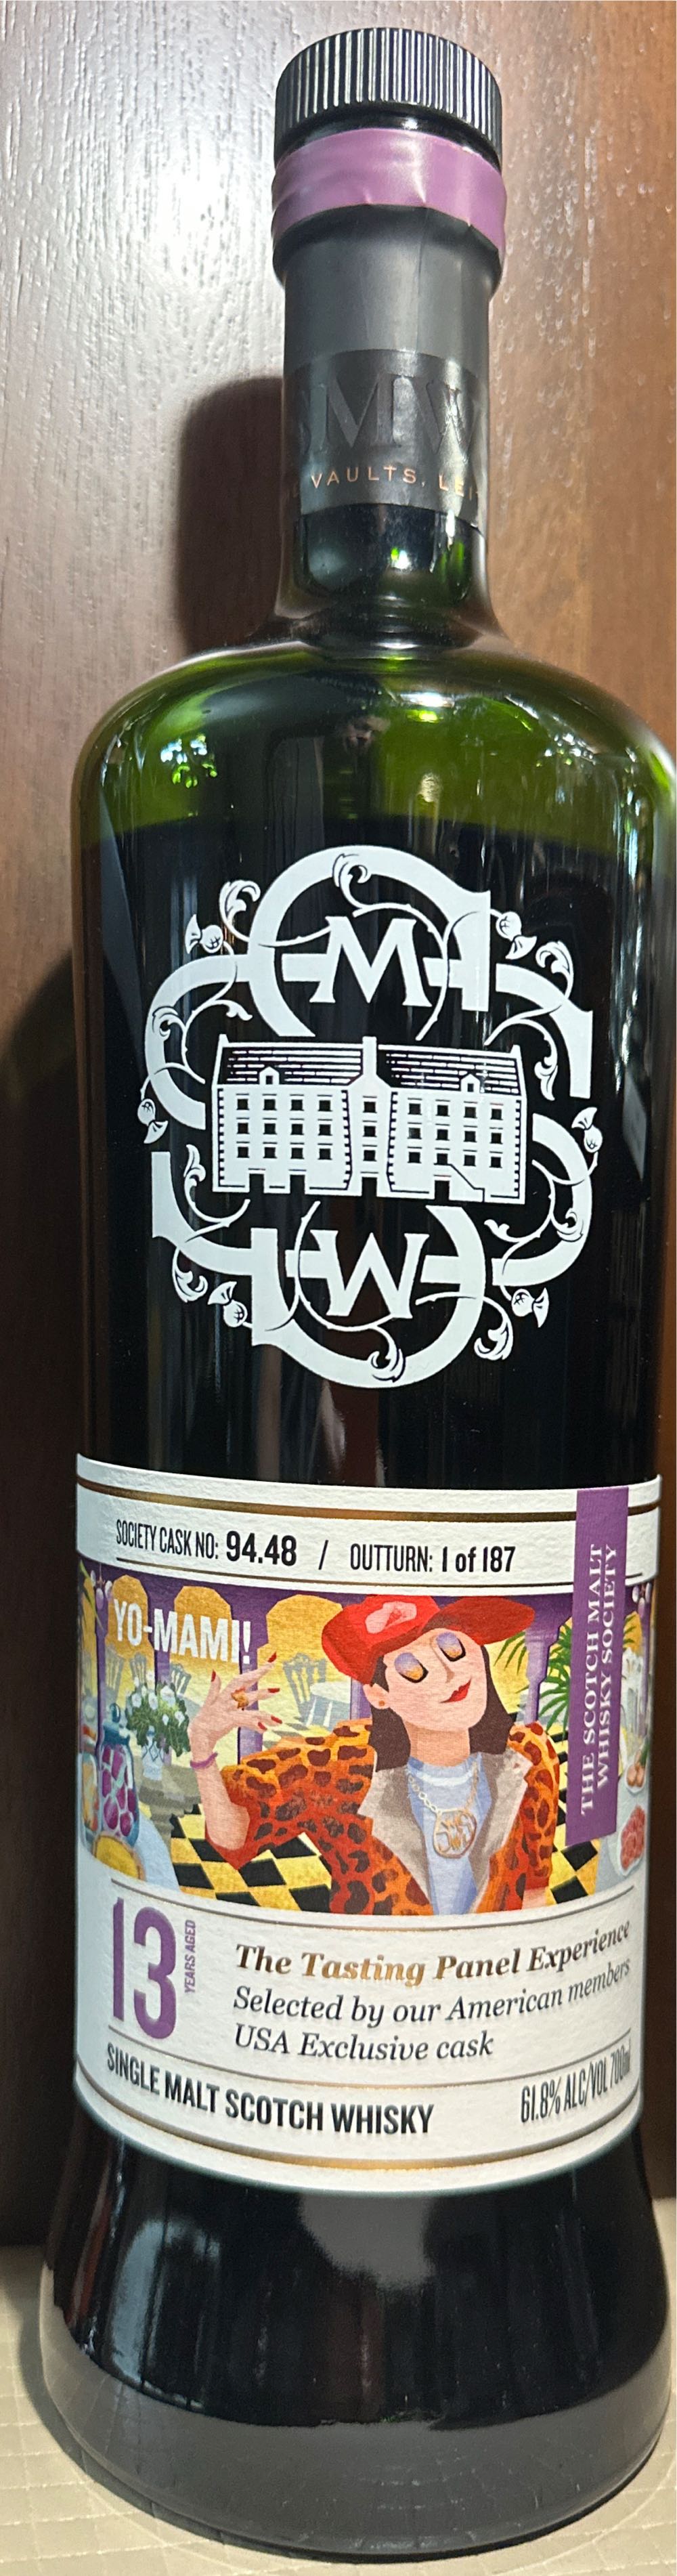 SMW
VAULTS, LEIT
M
W
SOCIETY CASK NO: 94.48 / OUTTURN: 1 of 187
YO-MAMI!
THE SCOTCH MALT
WHISKY SOCIETY
13
YEARS AGED
The Tasting Panel Experience
Selected by our American members
USA Exclusive cask
SINGLE MALT SCOTCH WHISKY
61.8% ALC/VOL 700ml